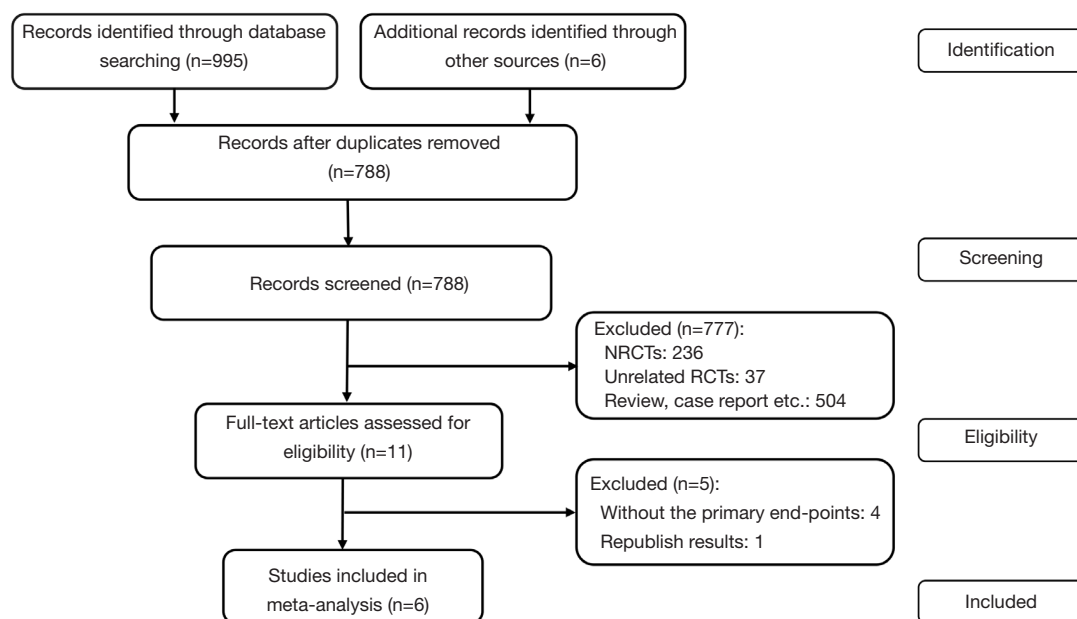 Records identified through database
searching (n=995)
Additional records identified through
other sources (n=6)
Identification
Records after duplicates removed
(n=788)
Records screened (n=788)
Screening
Excluded (n=777):
NRCTs: 236
Unrelated RCTs: 37
Review, case report etc.: 504
Full-text articles assessed for
eligibility (n=11)
Eligibility
Excluded (n=5):
Without the primary end-points: 4
Republish results: 1
Studies included in
meta-analysis (n=6)
Included